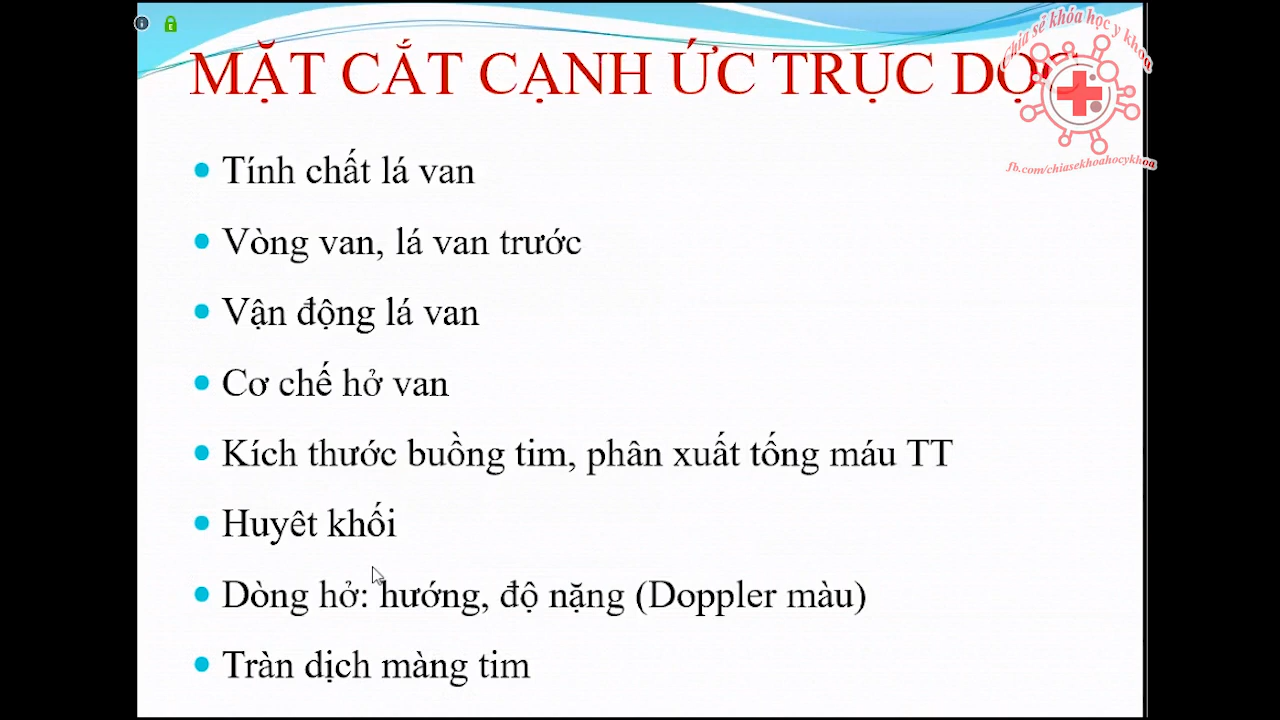 Chia sẻ khóa học y khoa
MẶT CẮT CẠNH ỨC TRỤC DỌC
Tính chất lá van
fb.com/chiasekhoahocykhoa
Vòng van, lá van trước
Vận động lá van
Cơ chế hở van
Kích thước buồng tim, phân xuất tống máu TT
Huyêt khối
Dòng hở: hướng, độ nặng (Doppler màu)
Tràn dịch màng tim